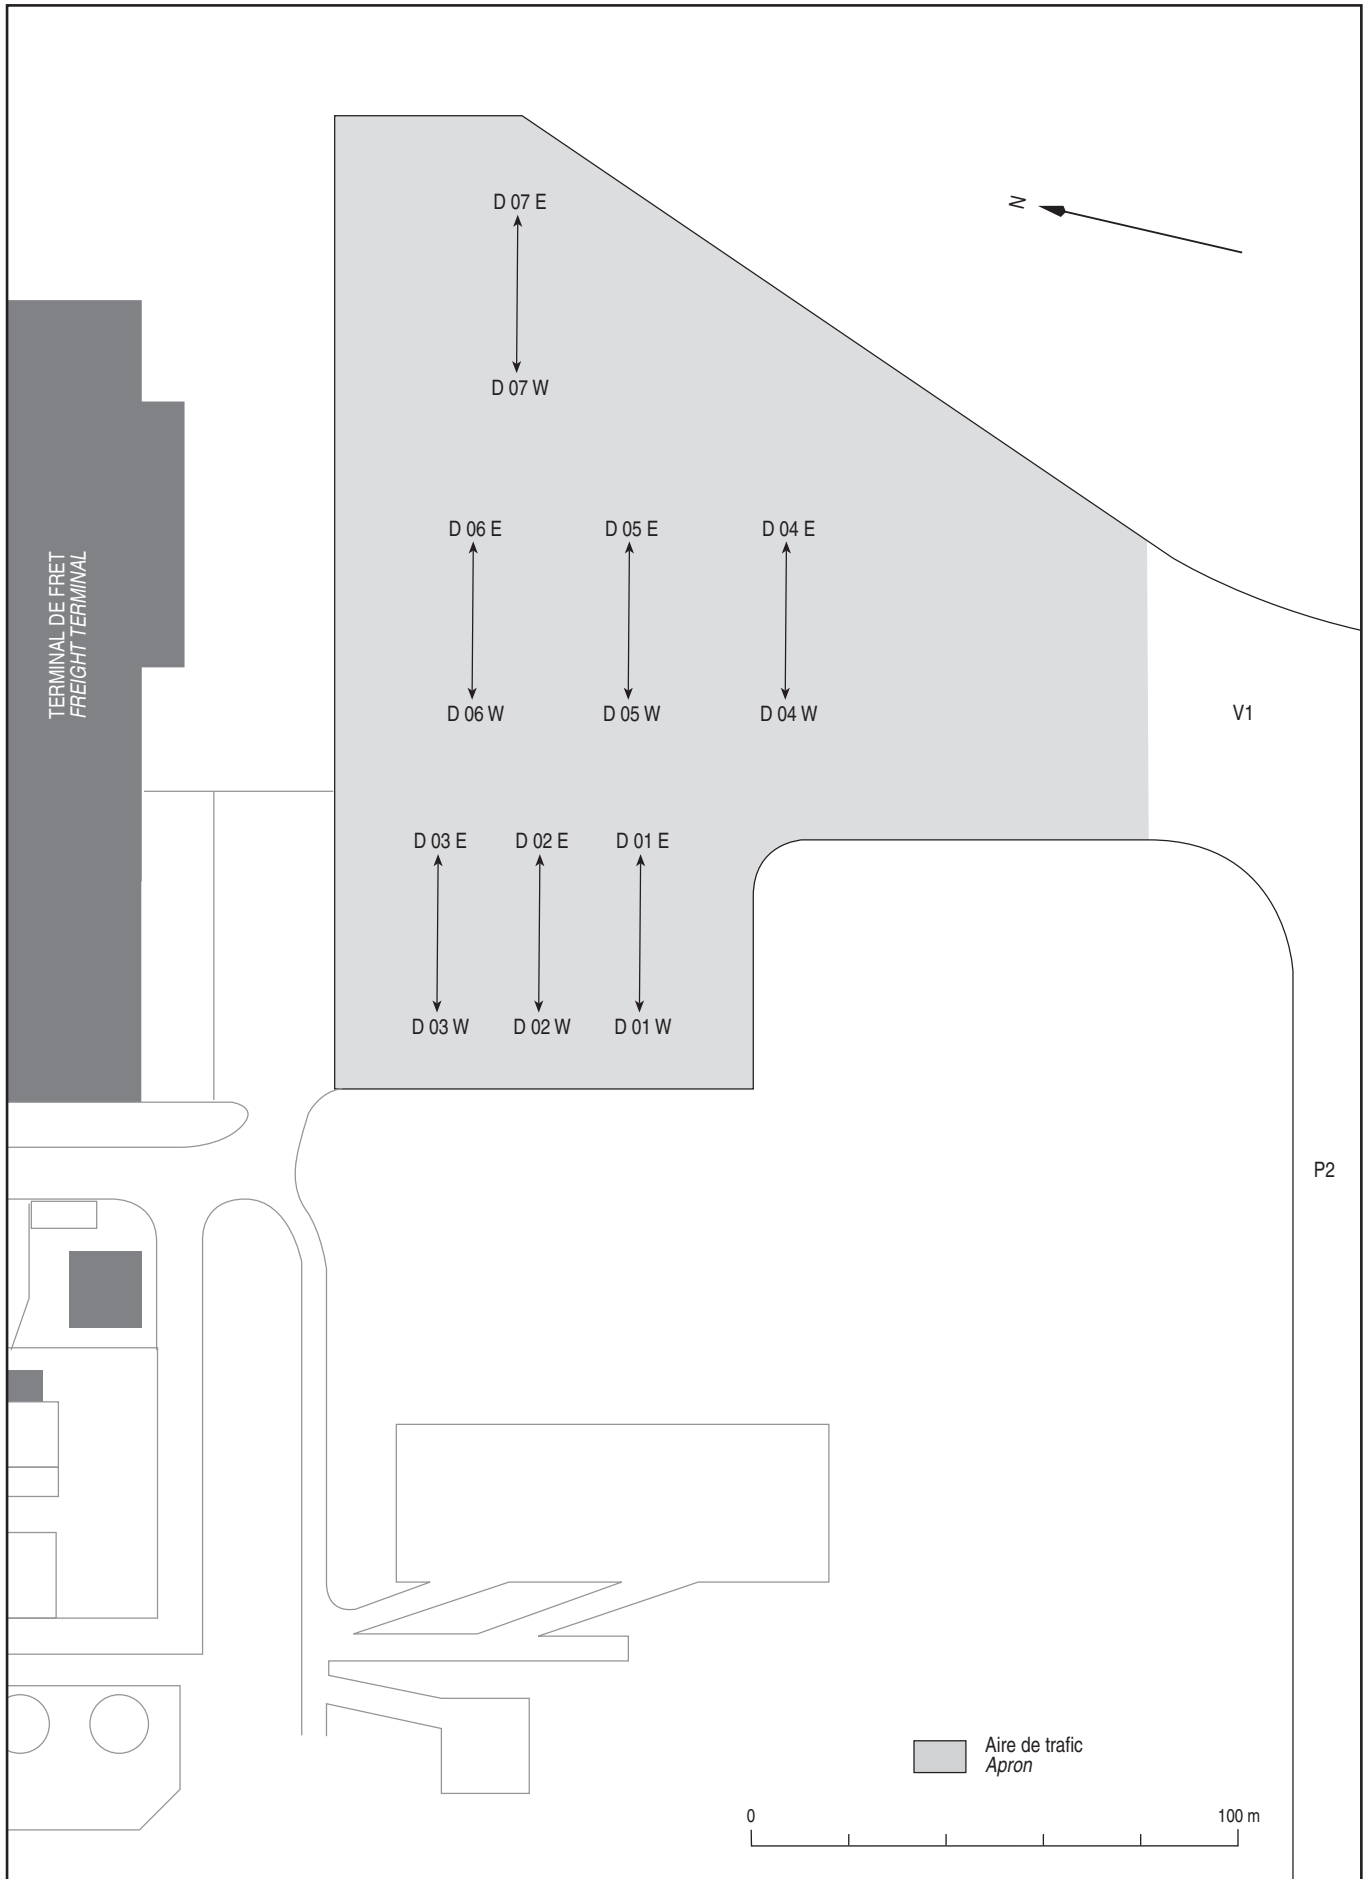 D 07 E
N
D 07 W
D 06 E
D 05 E
D 04 E
TERMINAL DE FRET
FREIGHT TERMINAL
D 06 W
D 05 W
D 04 W
V1
D 03 E
D 02 E
D 01 E
D 03 W
D 02 W
D 01 W
P2
Aire de trafic
Apron
0
100 m